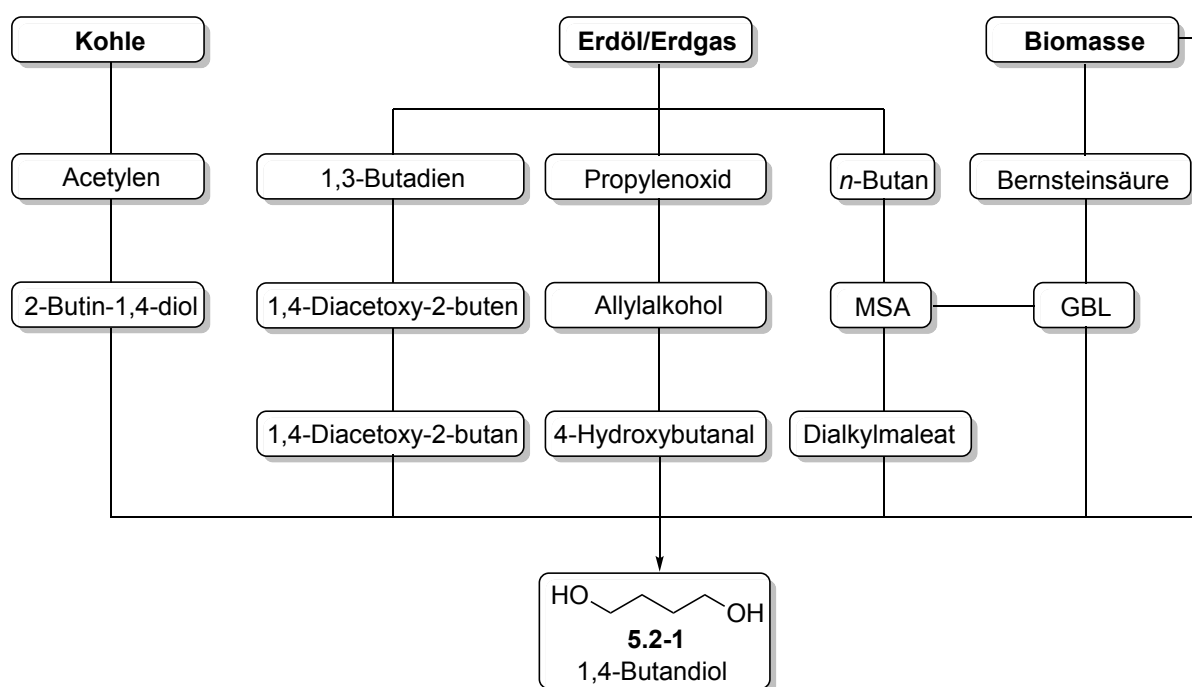 Kohle
Erdöl/Erdgas
Biomasse
Acetylen
1,3-Butadien
Propylenoxid
n-Butan
Bernsteinsäure
2-Butin-1,4-diol
1,4-Diacetoxy-2-buten
Allylalkohol
MSA
GBL
1,4-Diacetoxy-2-butan
4-Hydroxybutanal
Dialkylmaleat
HO
OH
5.2-1
1,4-Butandiol